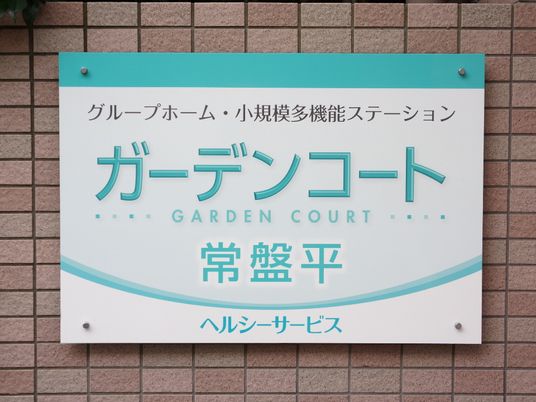 グループホーム・小規模多機能ステーション
ガーデンコート
GARDEN COURT
常盤平
ヘルシーサービス